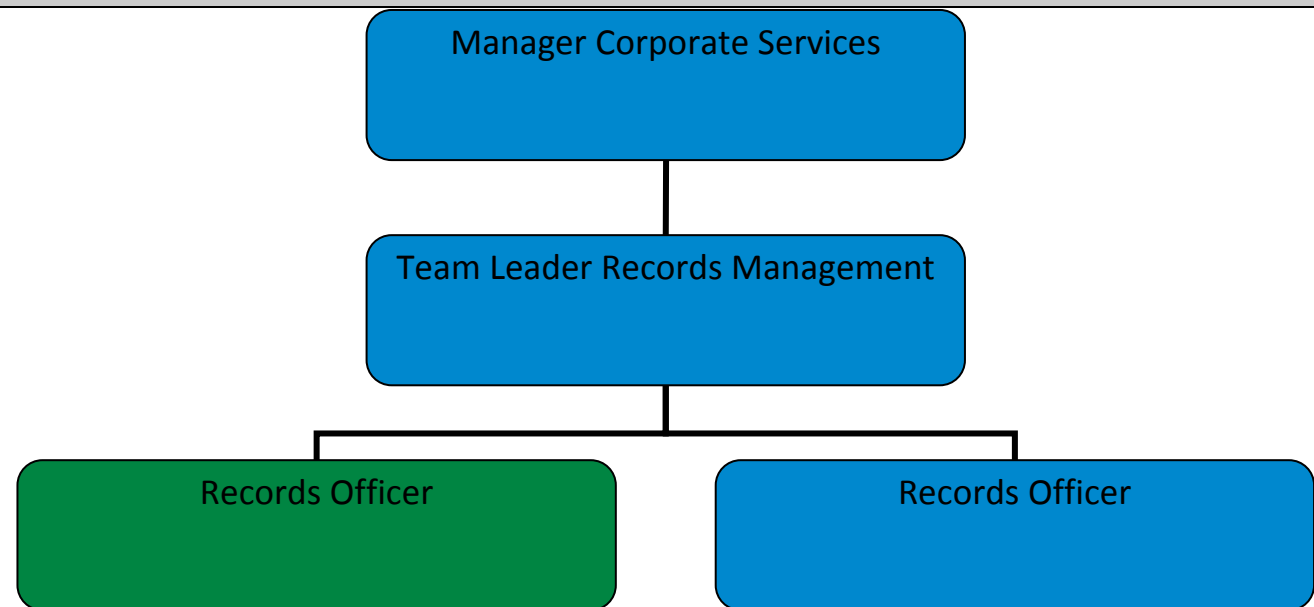 Manager Corporate Services
Team Leader Records Management
Records Officer
Records Officer